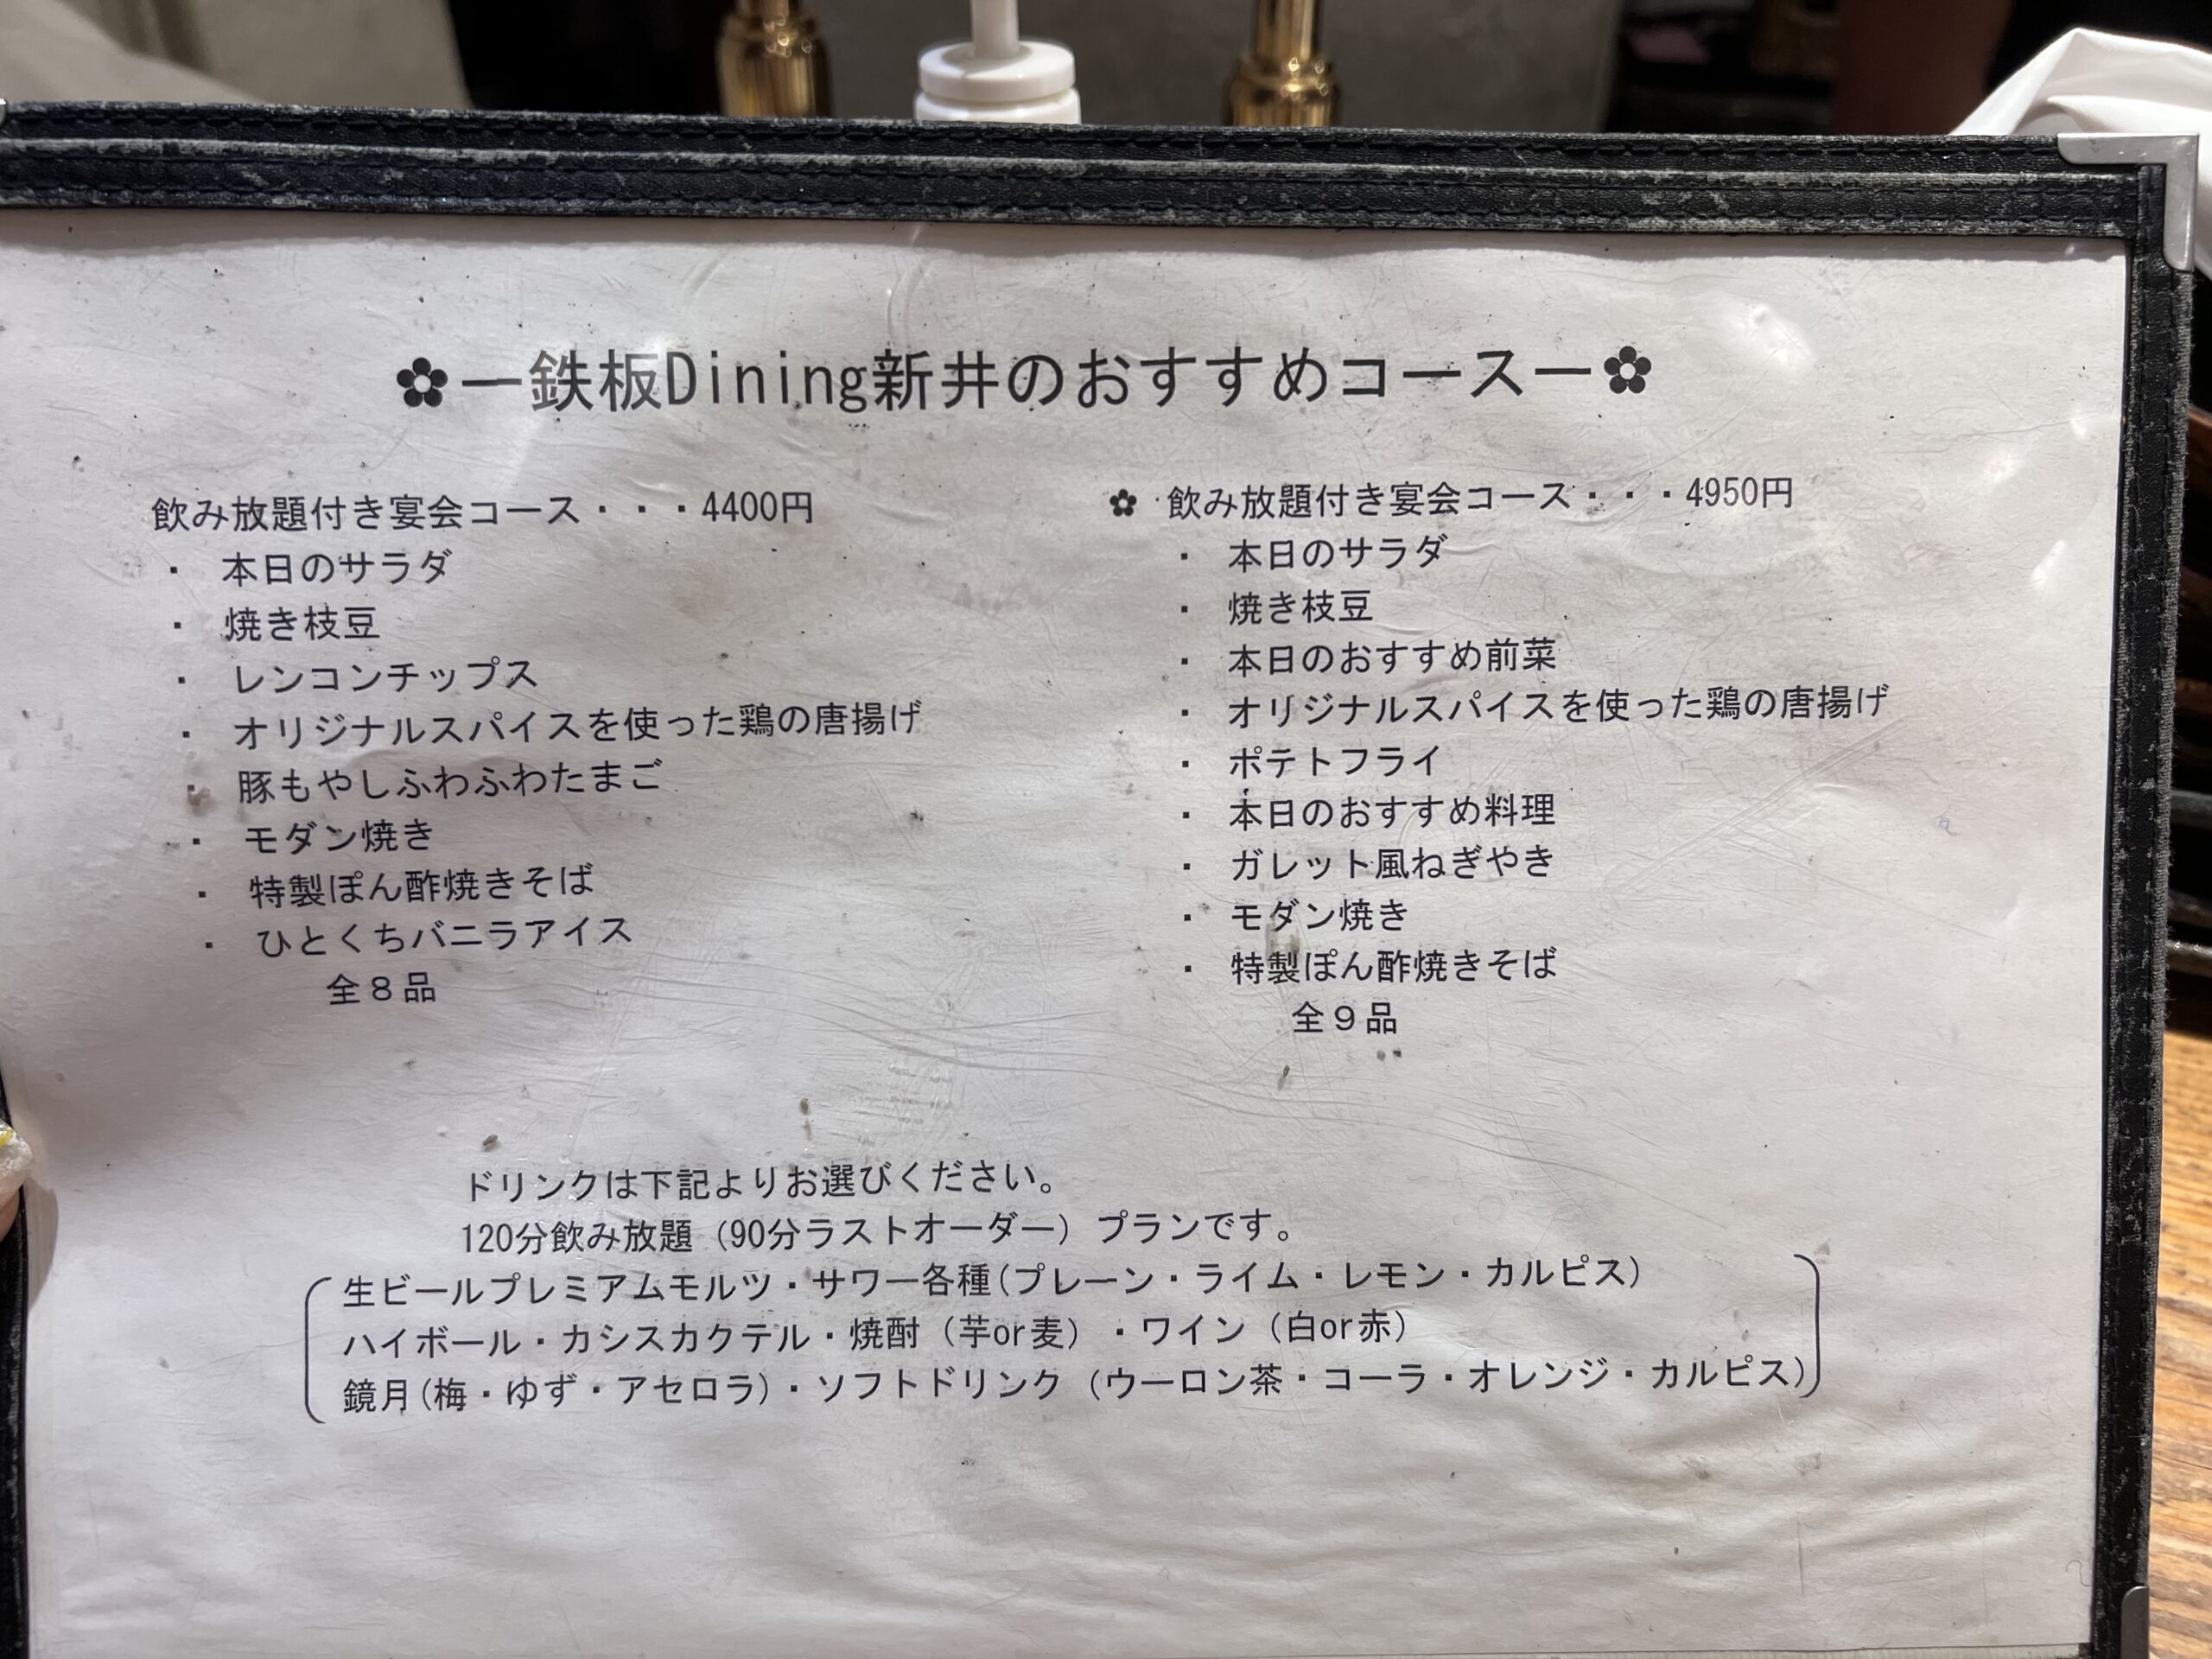 ✿ー鉄板Dining新井のおすすめコースー✿
飲み放題付き宴会コース・・・4400円
・ 本日のサラダ
・ 焼き枝豆
・ レンコンチップス
・ オリジナルスパイスを使った鶏の唐揚げ
・ 豚もやしふわふわたまご
・ モダン焼き
・ 特製ぽん酢焼きそば
・ ひとくちバニラアイス
全８品
✿ 飲み放題付き宴会コース・・・4950円
・ 本日のサラダ
・ 焼き枝豆
・ 本日のおすすめ前菜
・ オリジナルスパイスを使った鶏の唐揚げ
・ ポテトフライ
・ 本日のおすすめ料理
・ ガレット風ねぎやき
・ モダン焼き
・ 特製ぽん酢焼きそば
全９品
ドリンクは下記よりお選びください。
120分飲み放題（90分ラストオーダー）プランです。
生ビールプレミアムモルツ・サワー各種(プレーン・ライム・レモン・カルピス)
ハイボール・カシスカクテル・焼酎（芋or麦）・ワイン（白or赤）
鏡月(梅・ゆず・アセロラ)・ソフトドリンク（ウーロン茶・コーラ・オレンジ・カルピス)